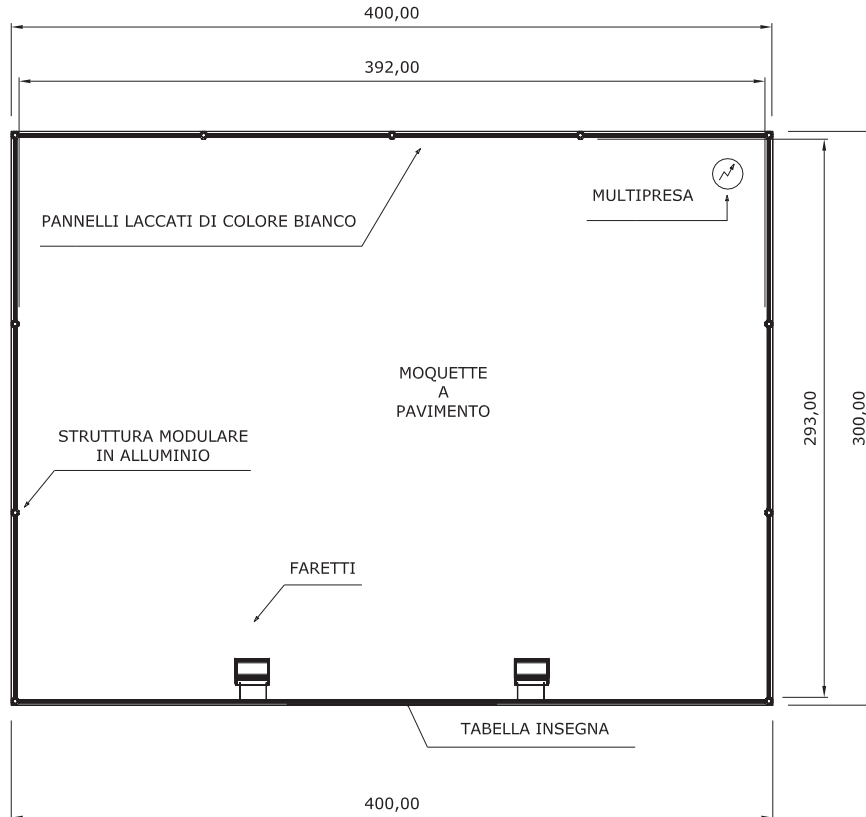 400,00
392,00
MULTIPRESA
PANNELLI LACCATI DI COLORE BIANCO
MOQUETTE
A
PAVIMENTO
293,00
300,00
STRUTTURA MODULARE
IN ALLUMINIO
FARETTI
TABELLA INSEGNA
400,00